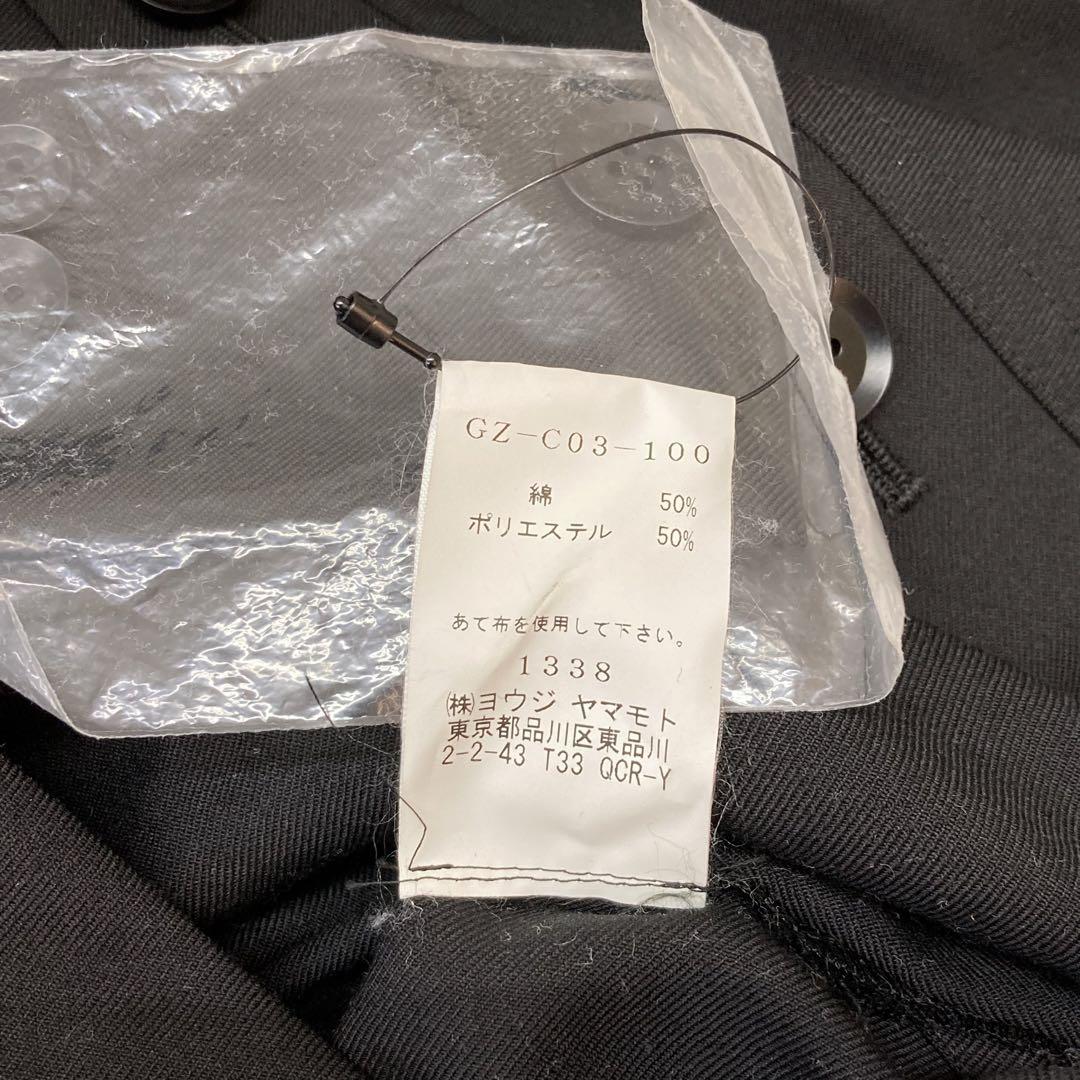 GZ-C03-100
綿 50%
ポリエステル 50%
あて布を使用して下さい。
1338
㈱ヨウジ ヤマモト
東京都品川区東品川
2-2-43 T33 QCR-Y